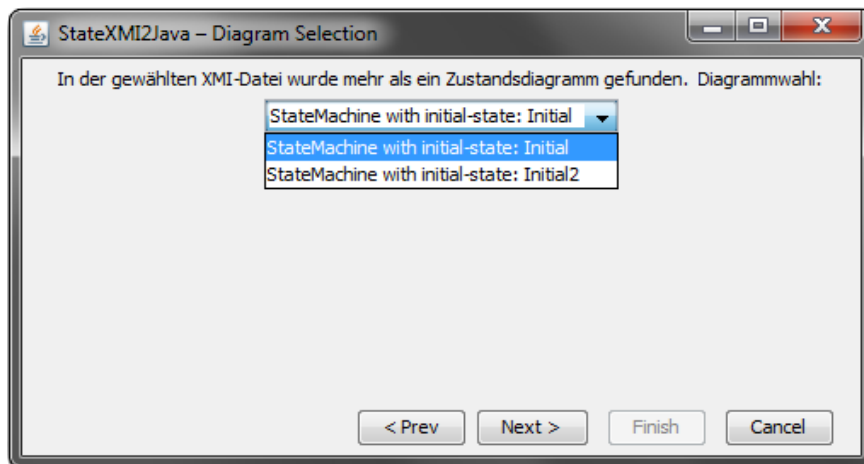 StateXMI2Java – Diagram Selection
In der gewählten XMI-Datei wurde mehr als ein Zustandsdiagramm gefunden. Diagrammwahl:
StateMachine with initial-state: Initial
StateMachine with initial-state: Initial
StateMachine with initial-state: Initial2
< Prev Next > Finish Cancel